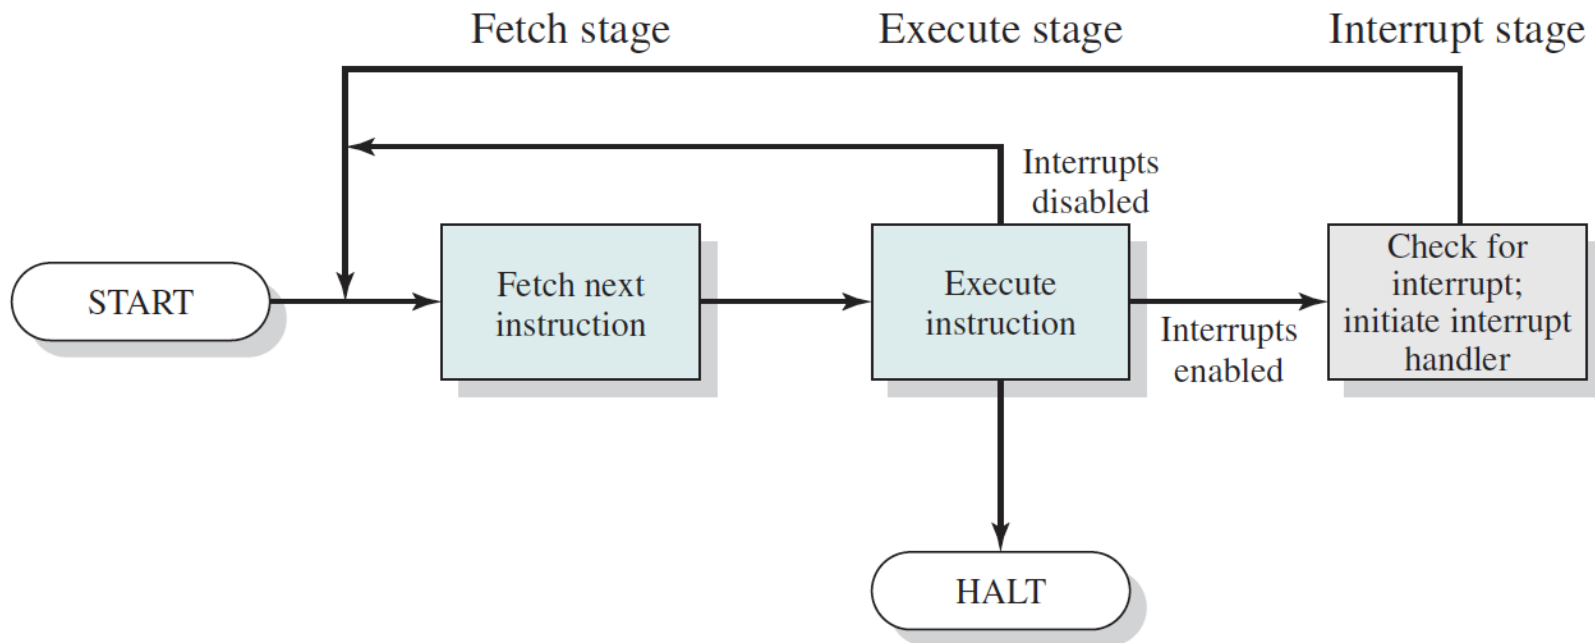 Fetch stage
Execute stage
Interrupt stage
Interrupts
disabled
START
Fetch next
instruction
Execute
instruction
Interrupts
enabled
Check for
interrupt;
initiate interrupt
handler
HALT